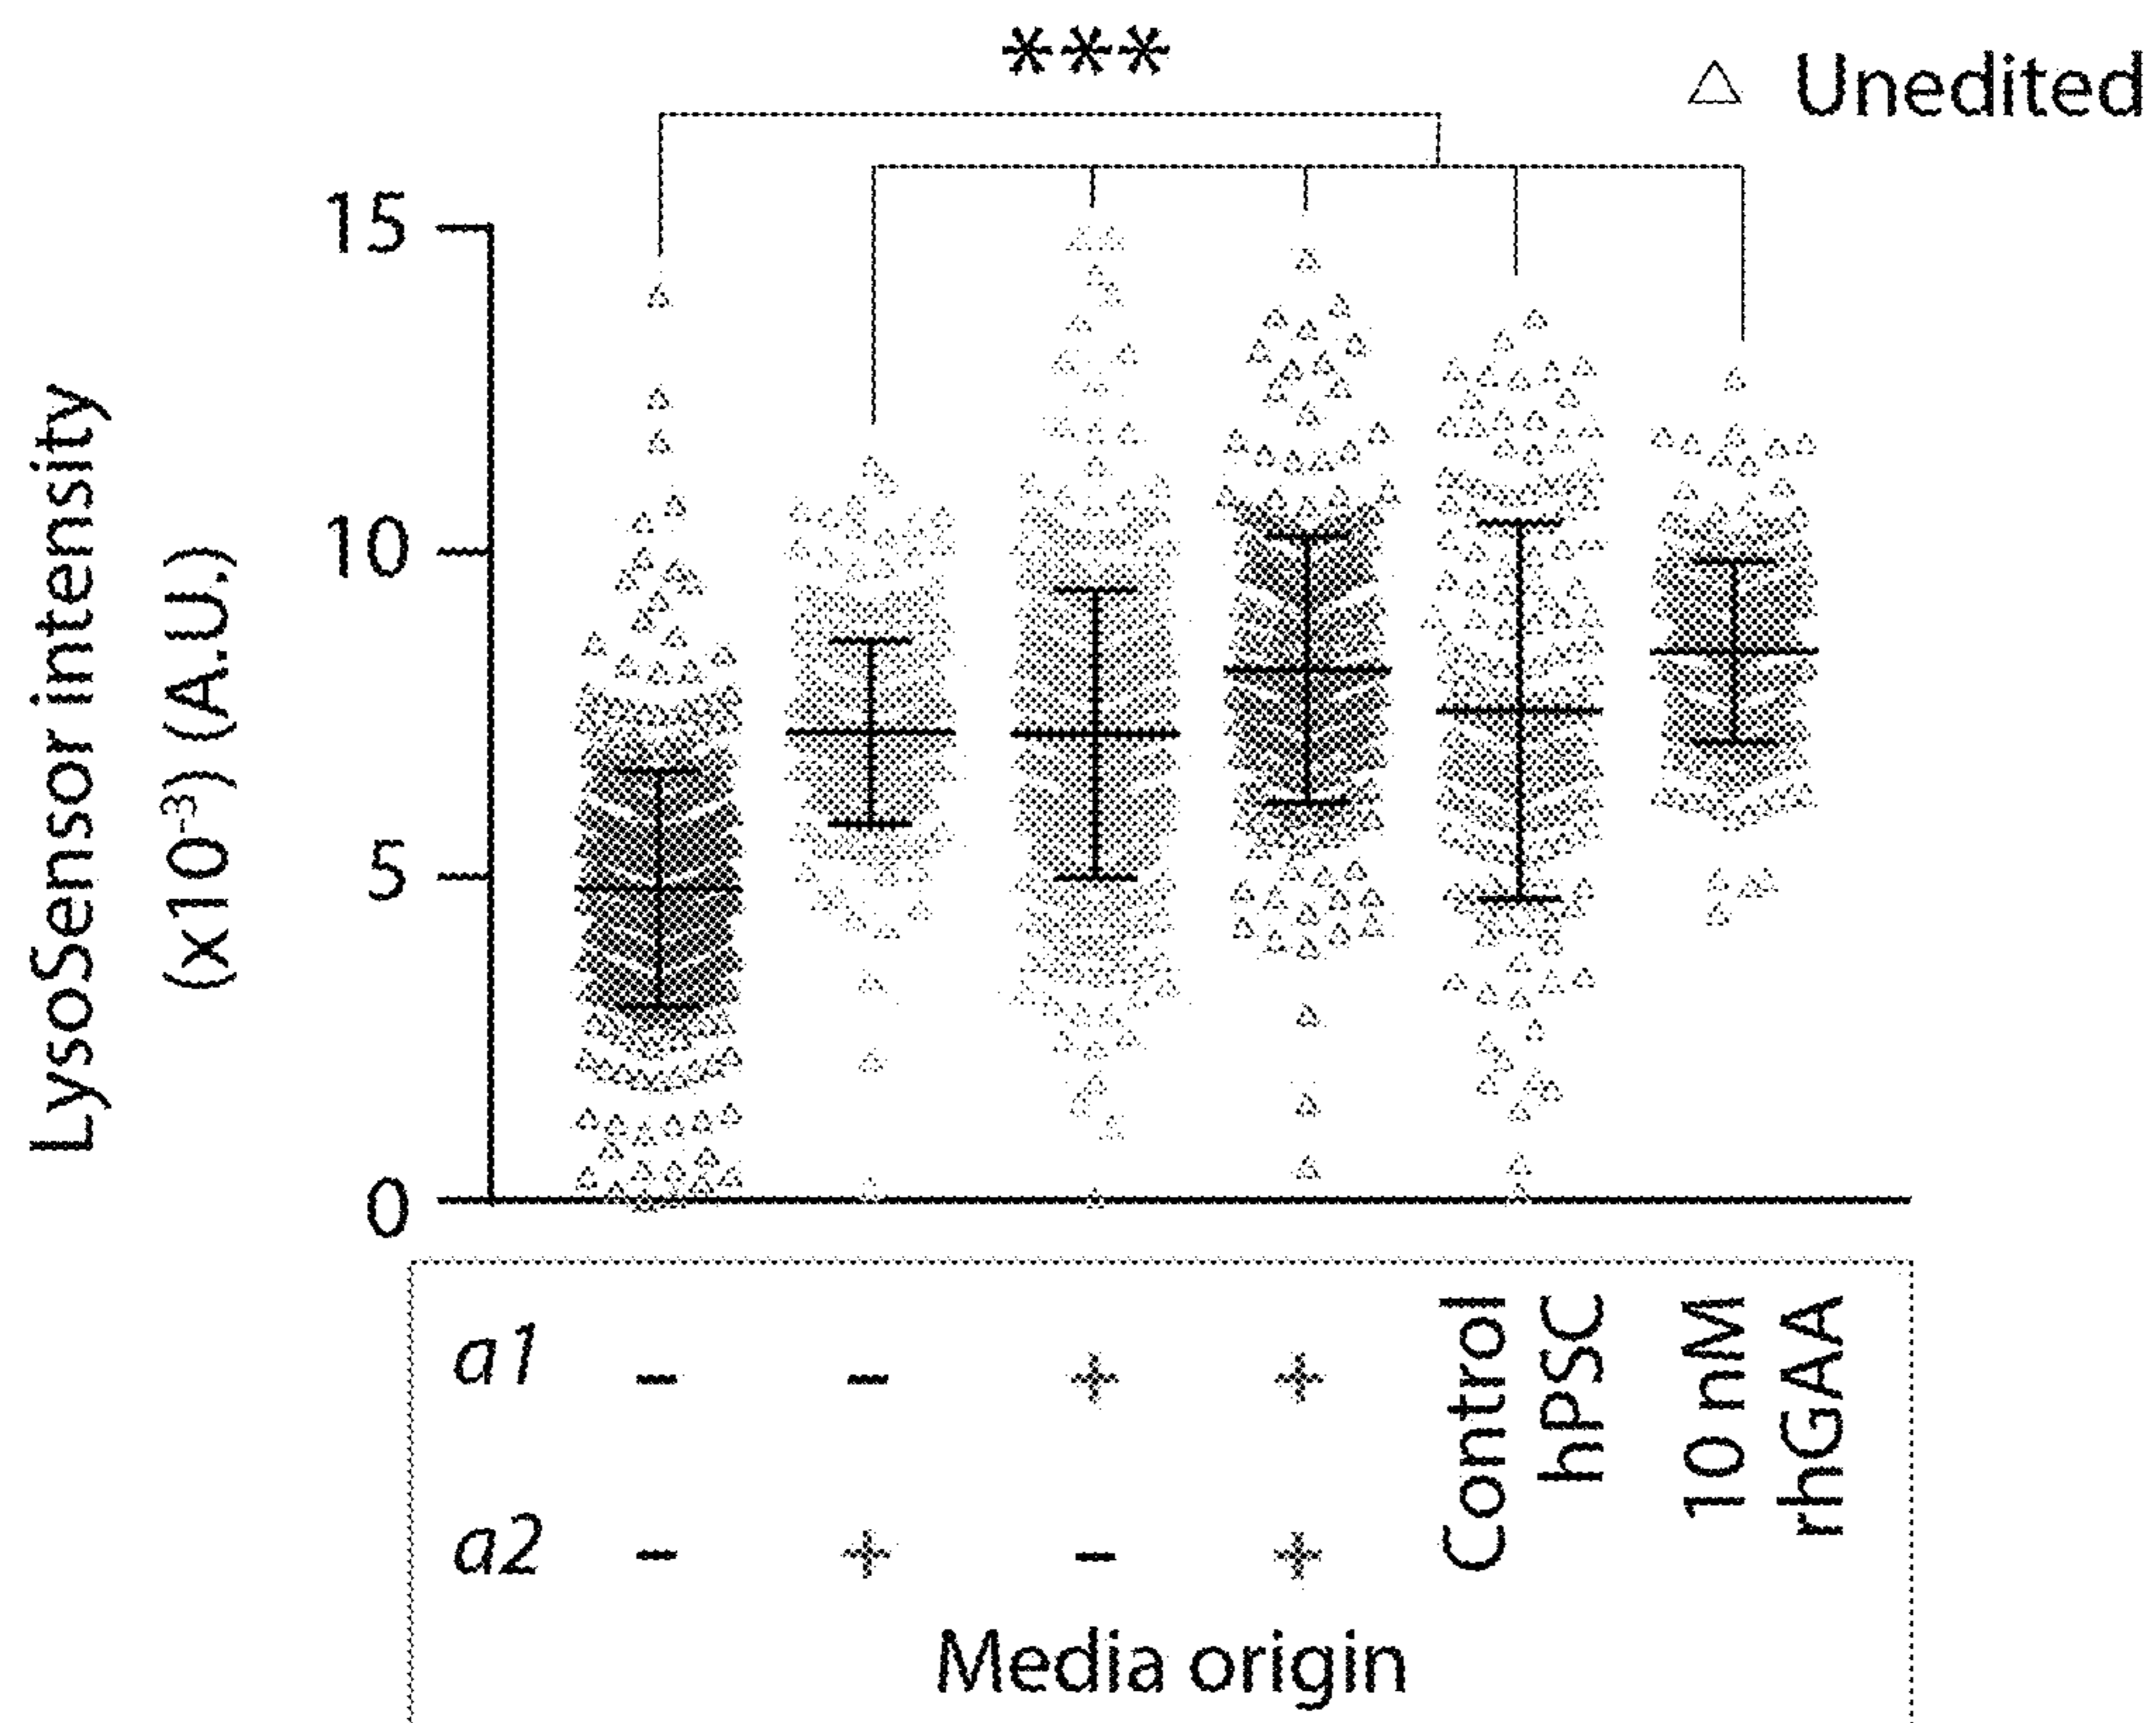 ***
△ Unedited
LysoSensor intensity
(x10⁻³) (A.U.)
15
10
5
0
a1 – – + +
a2 – + – +
Control
hPSC
10 nM
rhGAA
Media origin